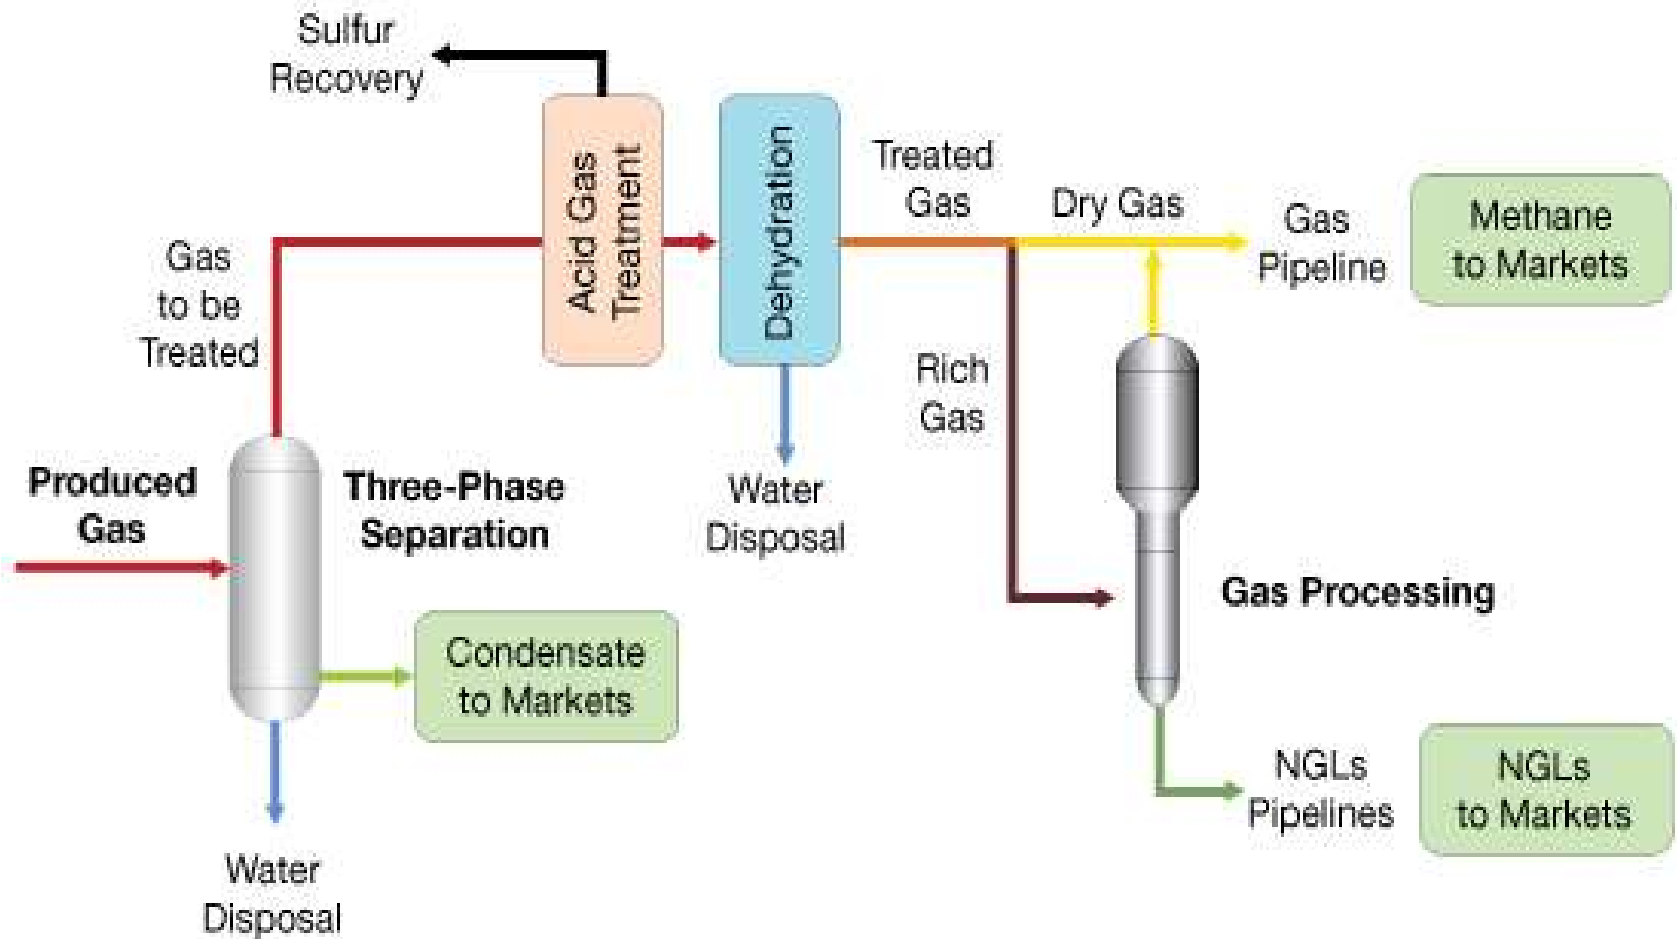 Sulfur
Recovery
Acid Gas
Treatment
Dehydration
Treated
Gas
Dry Gas
Gas
Pipeline
Methane
to Markets
Gas
to be
Treated
Rich
Gas
Produced
Gas
Three-Phase
Separation
Water
Disposal
Gas Processing
Condensate
to Markets
NGLs
Pipelines
NGLs
to Markets
Water
Disposal